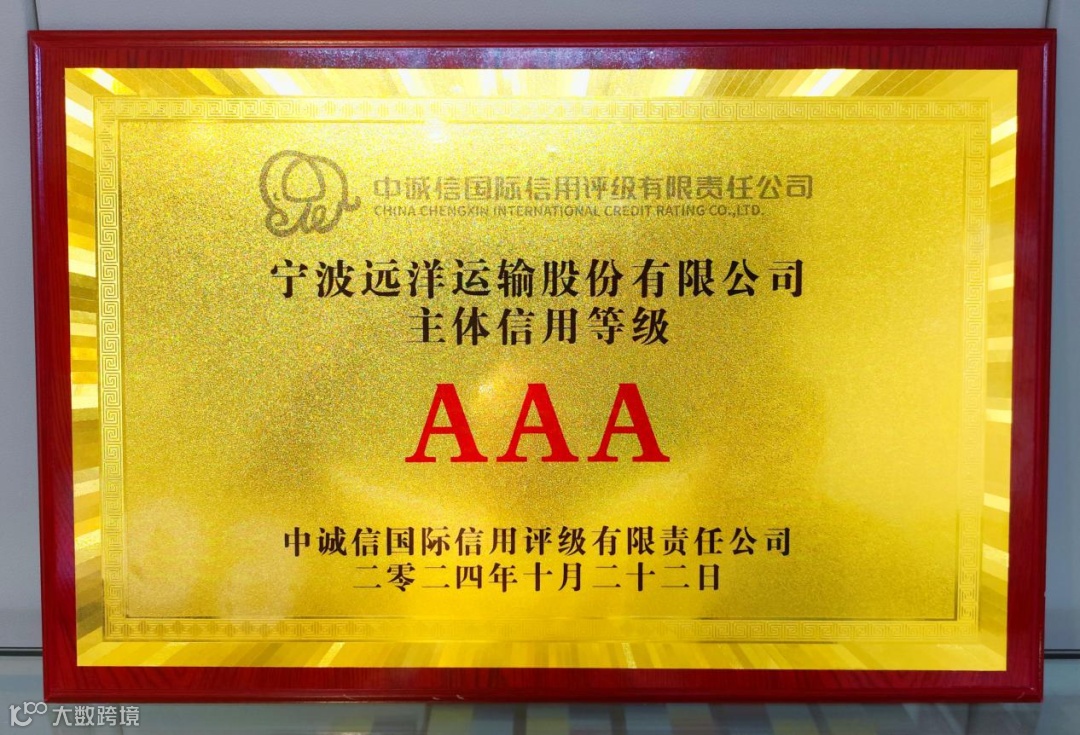 中诚信国际信用评级有限责任公司
CHINA CHENGXIN INTERNATIONAL CREDIT RATING CO.,LTD.
宁波远洋运输股份有限公司
主体信用等级
AAA
中诚信国际信用评级有限责任公司
二零二四年十月二十二日
大数跨境